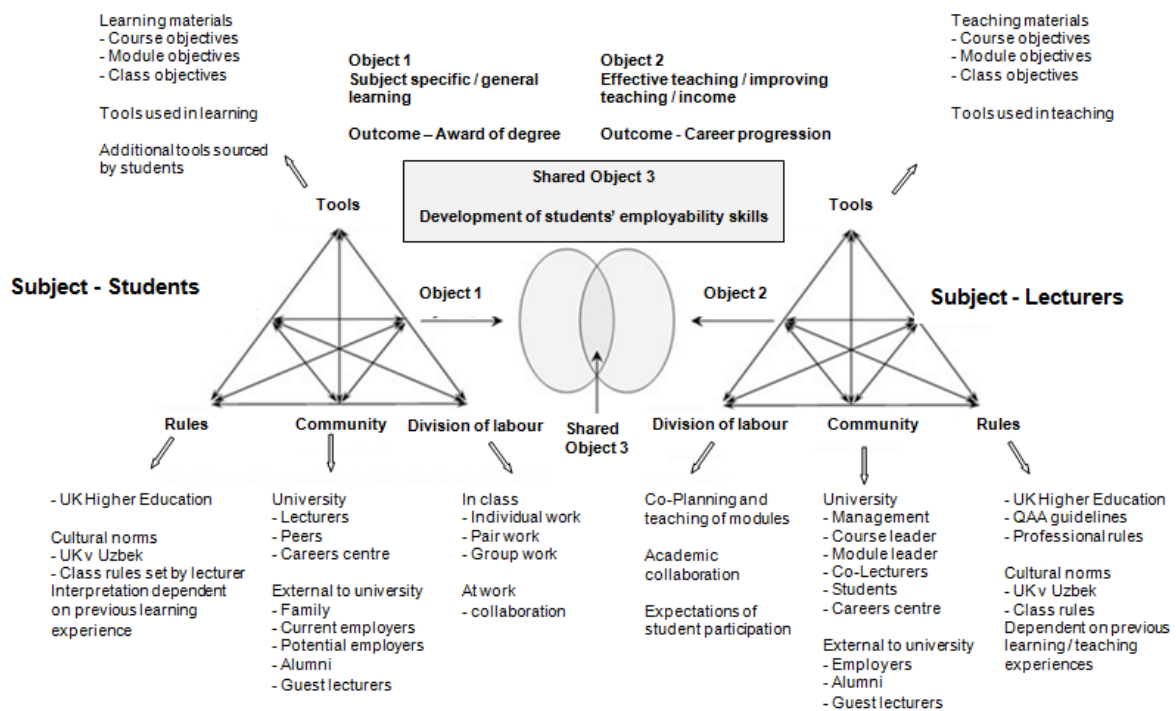 Learning materials
- Course objectives
- Module objectives
- Class objectives
Tools used in learning
Additional tools sourced
by students
Object 1
Subject specific / general
learning
Outcome – Award of degree
Object 2
Effective teaching / improving
teaching / income
Outcome - Career progression
Teaching materials
- Course objectives
- Module objectives
- Class objectives
Tools used in teaching
Shared Object 3
Development of students' employability skills
Tools
Tools
Subject - Students
Object 1
Object 2
Subject - Lecturers
Rules
Community
Division of labour
Shared
Object 3
Division of labour
Community
Rules
- UK Higher Education
Cultural norms
- UK v Uzbek
- Class rules set by lecturer
Interpretation dependent
on previous learning
experience
University
- Lecturers
- Peers
- Careers centre
External to university
- Family
- Current employers
- Potential employers
- Alumni
- Guest lecturers
In class
- Individual work
- Pair work
- Group work
At work
- collaboration
Co-Planning and
teaching of modules
Academic
collaboration
Expectations of
student participation
University
- Management
- Course leader
- Module leader
- Co-Lecturers
- Students
- Careers centre
External to university
- Employers
- Alumni
- Guest lecturers
- UK Higher Education
- QAA guidelines
- Professional rules
Cultural norms
- UK v Uzbek
- Class rules
Dependent on previous
learning / teaching
experiences